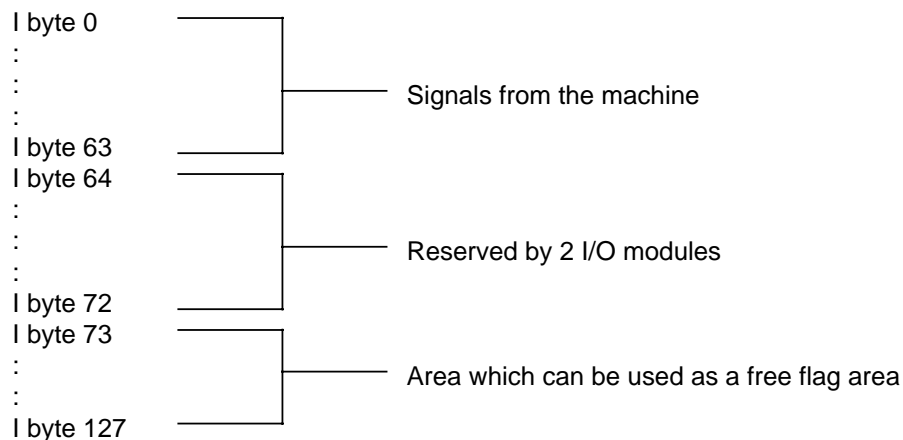 I byte 0
:
:
:
Signals from the machine
I byte 63
I byte 64
:
:
:
Reserved by 2 I/O modules
I byte 72
I byte 73
:
:
Area which can be used as a free flag area
I byte 127